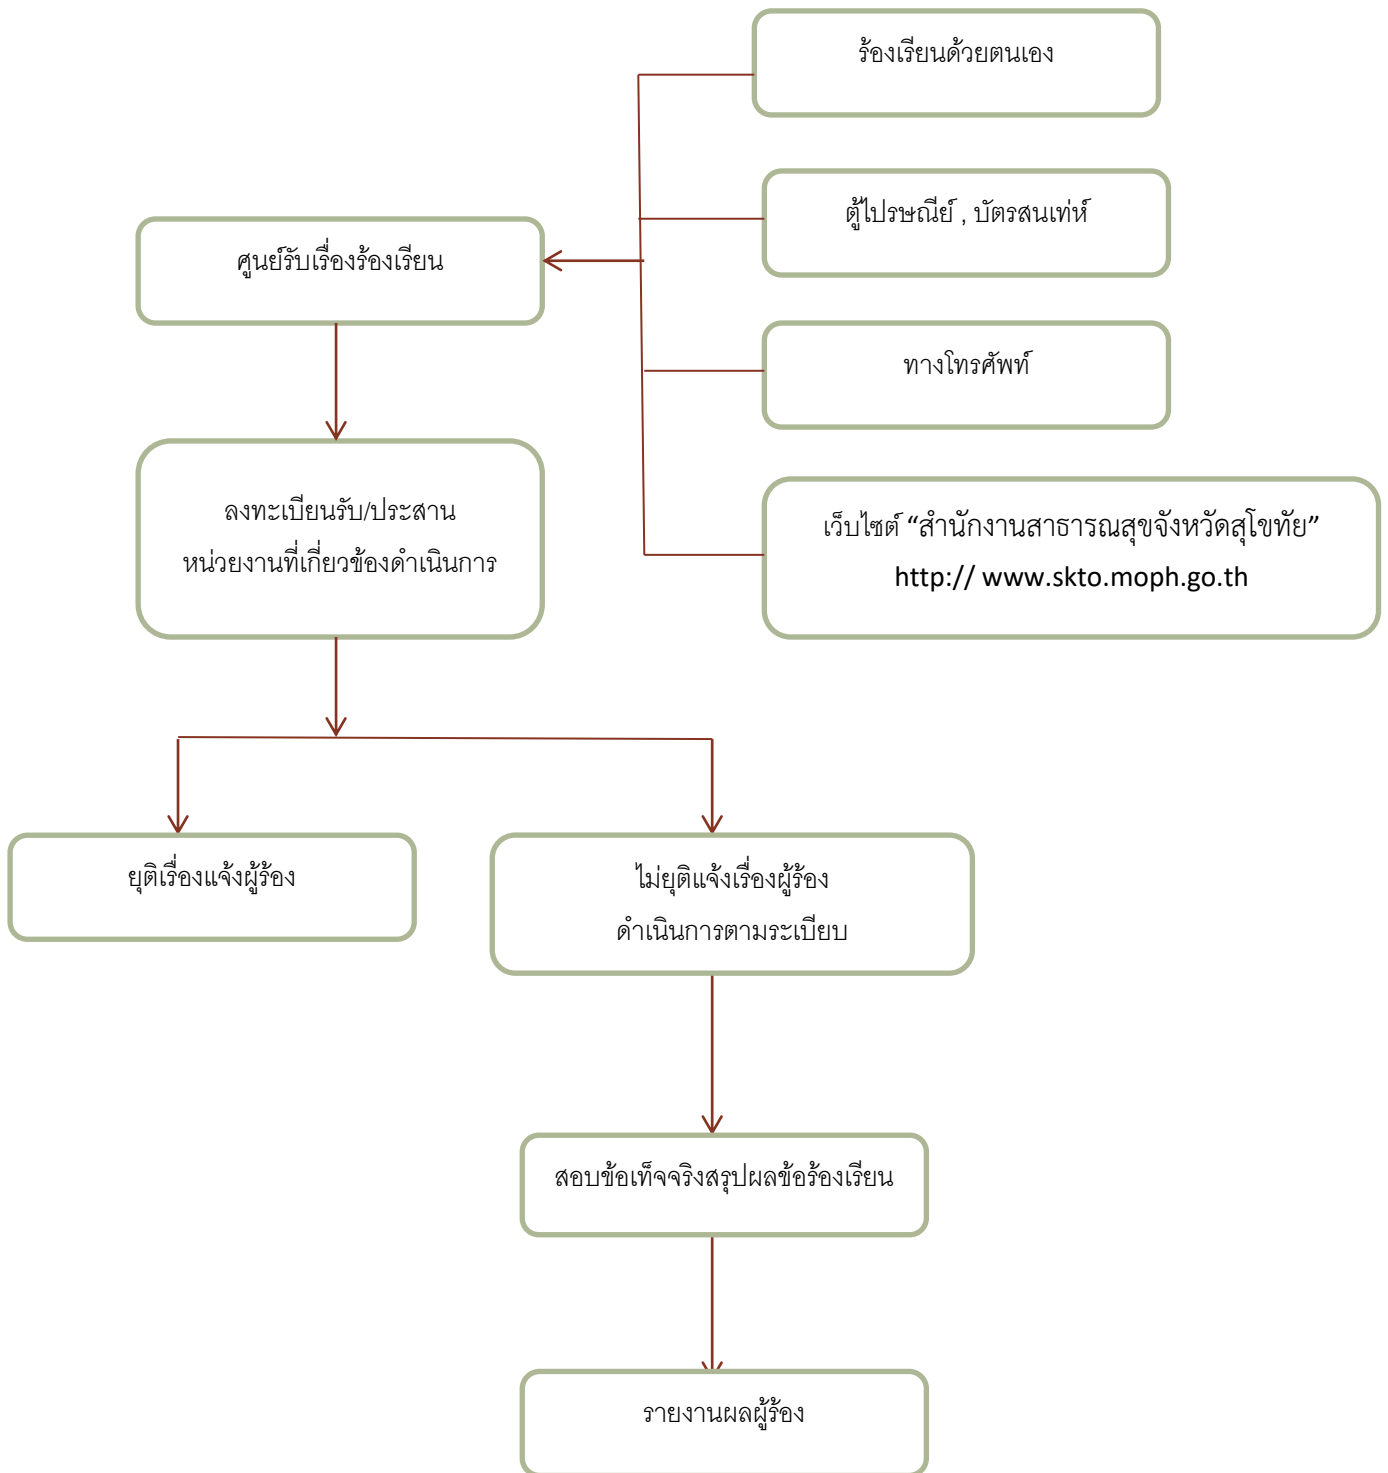 ร้องเรียนด้วยตนเอง
ตู้ไปรษณีย์ , บัตรสนเท่ห์
ศูนย์รับเรื่องร้องเรียน
ทางโทรศัพท์
ลงทะเบียนรับ/ประสาน
หน่วยงานที่เกี่ยวข้องดำเนินการ
เว็บไซต์ “สำนักงานสาธารณสุขจังหวัดสุโขทัย”
http:// www.skto.moph.go.th
ยุติเรื่องแจ้งผู้ร้อง
ไม่ยุติแจ้งเรื่องผู้ร้อง
ดำเนินการตามระเบียบ
สอบข้อเท็จจริงสรุปผลข้อร้องเรียน
รายงานผลผู้ร้อง